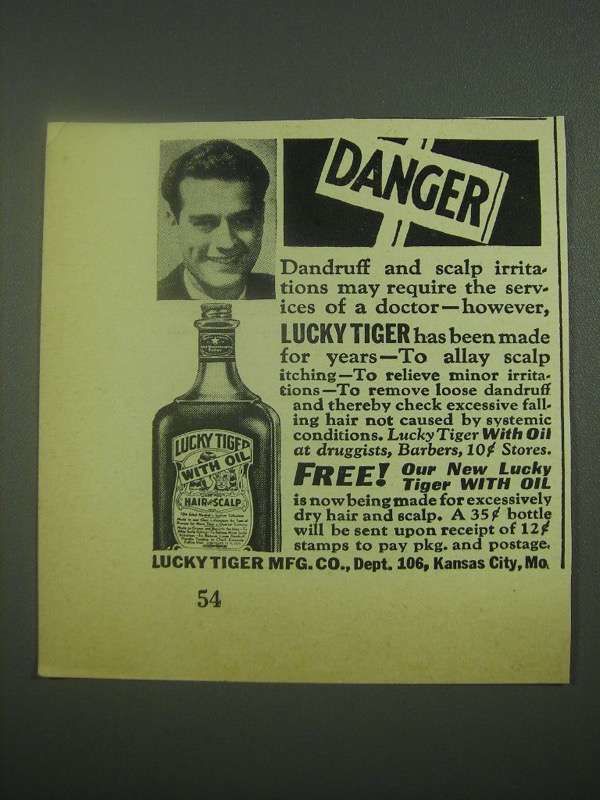 DANGER
Dandruff and scalp irrita-
tions may require the serv-
ices of a doctor—however,
LUCKY TIGER has been made
for years—To allay scalp
itching—To relieve minor irrita-
tions—To remove loose dandruff
and thereby check excessive fall-
ing hair not caused by systemic
conditions. Lucky Tiger With Oil
at druggists, Barbers, 10¢ Stores.
FREE! Our New Lucky
Tiger WITH OIL
is now being made for excessively
dry hair and scalp. A 35¢ bottle
will be sent upon receipt of 12¢
stamps to pay pkg. and postage.
LUCKY TIGER
WITH OIL
HAIR AND SCALP
LUCKY TIGER MFG. CO., Dept. 106, Kansas City, Mo.
54